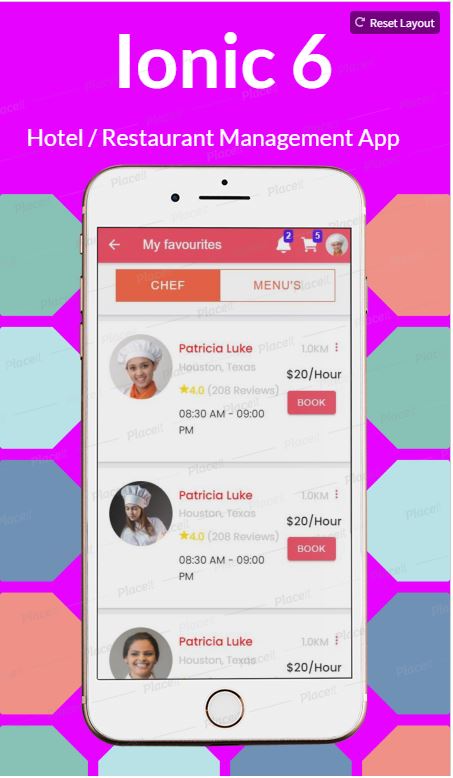 Reset Layout
Ionic 6
Hotel / Restaurant Management App
My favourites
2
5
CHEF
MENU'S
Patricia Luke
1.0KM
Houston, Texas
$20/Hour
4.0 (208 Reviews)
BOOK
08:30 AM - 09:00
PM
Patricia Luke
1.0KM
Houston, Texas
$20/Hour
4.0 (208 Reviews)
BOOK
08:30 AM - 09:00
PM
Patricia Luke
1.0KM
Houston, Texas
$20/Hour
Placeit